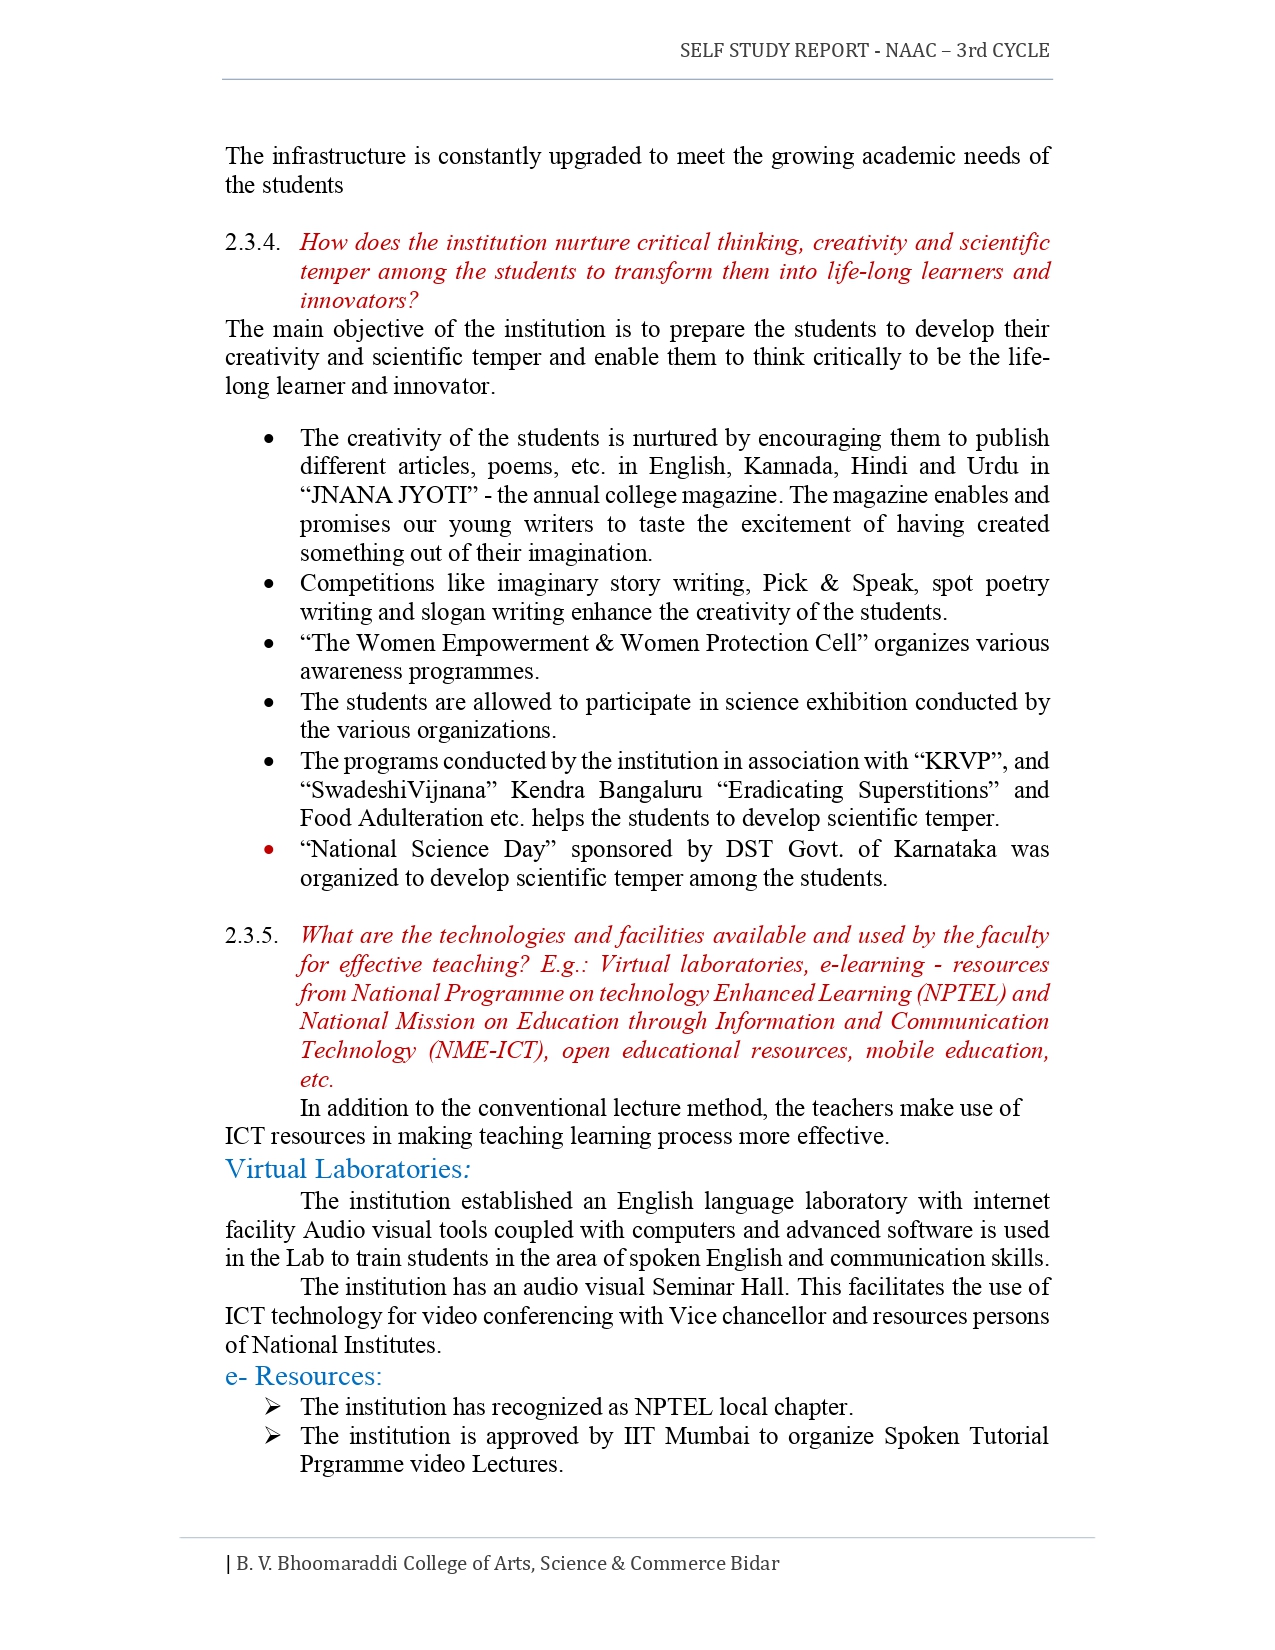 SELF STUDY REPORT - NAAC – 3rd CYCLE
The infrastructure is constantly upgraded to meet the growing academic needs of
the students
2.3.4. How does the institution nurture critical thinking, creativity and scientific
temper among the students to transform them into life-long learners and
innovators?
The main objective of the institution is to prepare the students to develop their
creativity and scientific temper and enable them to think critically to be the life-
long learner and innovator.
• The creativity of the students is nurtured by encouraging them to publish
different articles, poems, etc. in English, Kannada, Hindi and Urdu in
“JNANA JYOTI” - the annual college magazine. The magazine enables and
promises our young writers to taste the excitement of having created
something out of their imagination.
• Competitions like imaginary story writing, Pick & Speak, spot poetry
writing and slogan writing enhance the creativity of the students.
• “The Women Empowerment & Women Protection Cell” organizes various
awareness programmes.
• The students are allowed to participate in science exhibition conducted by
the various organizations.
• The programs conducted by the institution in association with “KRVP”, and
“SwadeshiVijnana” Kendra Bangaluru “Eradicating Superstitions” and
Food Adulteration etc. helps the students to develop scientific temper.
• “National Science Day” sponsored by DST Govt. of Karnataka was
organized to develop scientific temper among the students.
2.3.5. What are the technologies and facilities available and used by the faculty
for effective teaching? E.g.: Virtual laboratories, e-learning - resources
from National Programme on technology Enhanced Learning (NPTEL) and
National Mission on Education through Information and Communication
Technology (NME-ICT), open educational resources, mobile education,
etc.
In addition to the conventional lecture method, the teachers make use of
ICT resources in making teaching learning process more effective.
Virtual Laboratories:
The institution established an English language laboratory with internet
facility Audio visual tools coupled with computers and advanced software is used
in the Lab to train students in the area of spoken English and communication skills.
The institution has an audio visual Seminar Hall. This facilitates the use of
ICT technology for video conferencing with Vice chancellor and resources persons
of National Institutes.
e- Resources:
➢ The institution has recognized as NPTEL local chapter.
➢ The institution is approved by IIT Mumbai to organize Spoken Tutorial
Prgramme video Lectures.
| B. V. Bhoomaraddi College of Arts, Science & Commerce Bidar